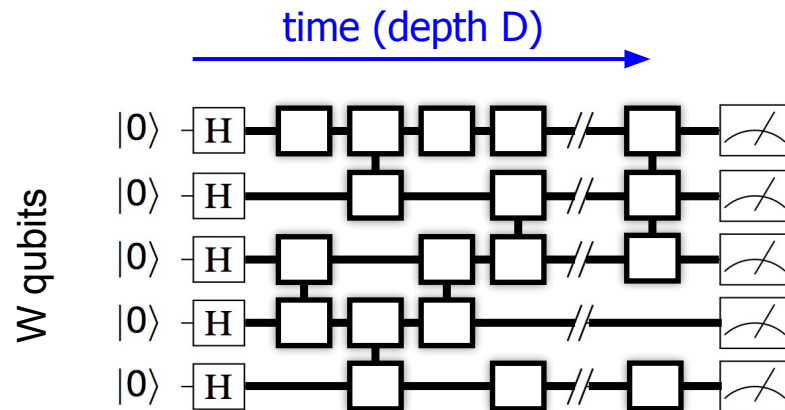 time (depth D)
W qubits
|0⟩ H //
|0⟩ H //
|0⟩ H //
|0⟩ H //
|0⟩ H //